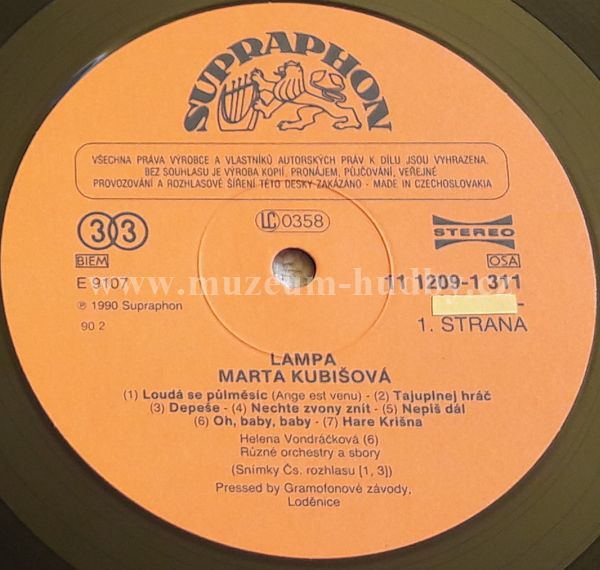 SUPRAPHON
VŠECHNA PRÁVA VÝROBCE A VLASTNÍKŮ AUTORSKÝCH PRÁV K DÍLU JSOU VYHRAZENA.
BEZ SOUHLASU JE VÝROBA KOPIÍ, PRONÁJEM, PŮJČOVÁNÍ, VEŘEJNÉ
PROVOZOVÁNÍ A ROZHLASOVÉ ŠÍŘENÍ TÉTO DESKY ZAKÁZÁNO - MADE IN CZECHOSLOVAKIA
33
LC 0358
STEREO
BIEM
OSA
E 9107
www.muzeum-hudby.cz
11 1209-1 311
℗ 1990 Supraphon
90 2
1. STRANA
LAMPA
MARTA KUBIŠOVÁ
(1) Loudá se půlměsíc (Ange est venu) - (2) Tajuplnej hráč
(3) Depeše - (4) Nechte zvony znít - (5) Nepiš dál
(6) Oh, baby, baby - (7) Hare Krišna
Helena Vondráčková (6)
Různé orchestry a sbory
(Snímky Čs. rozhlasu [1, 3])
Pressed by Gramofonové závody,
Loděnice